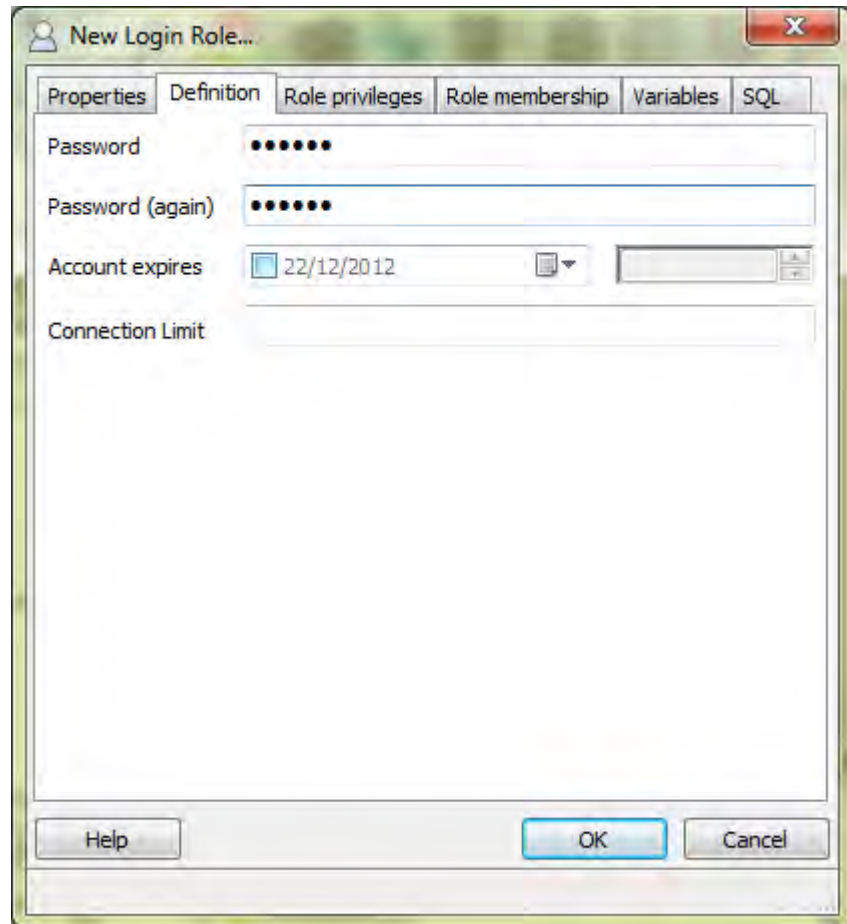 New Login Role...
Properties Definition Role privileges Role membership Variables SQL
Password ••••••
Password (again) ••••••
Account expires 22/12/2012
Connection Limit
Help OK Cancel